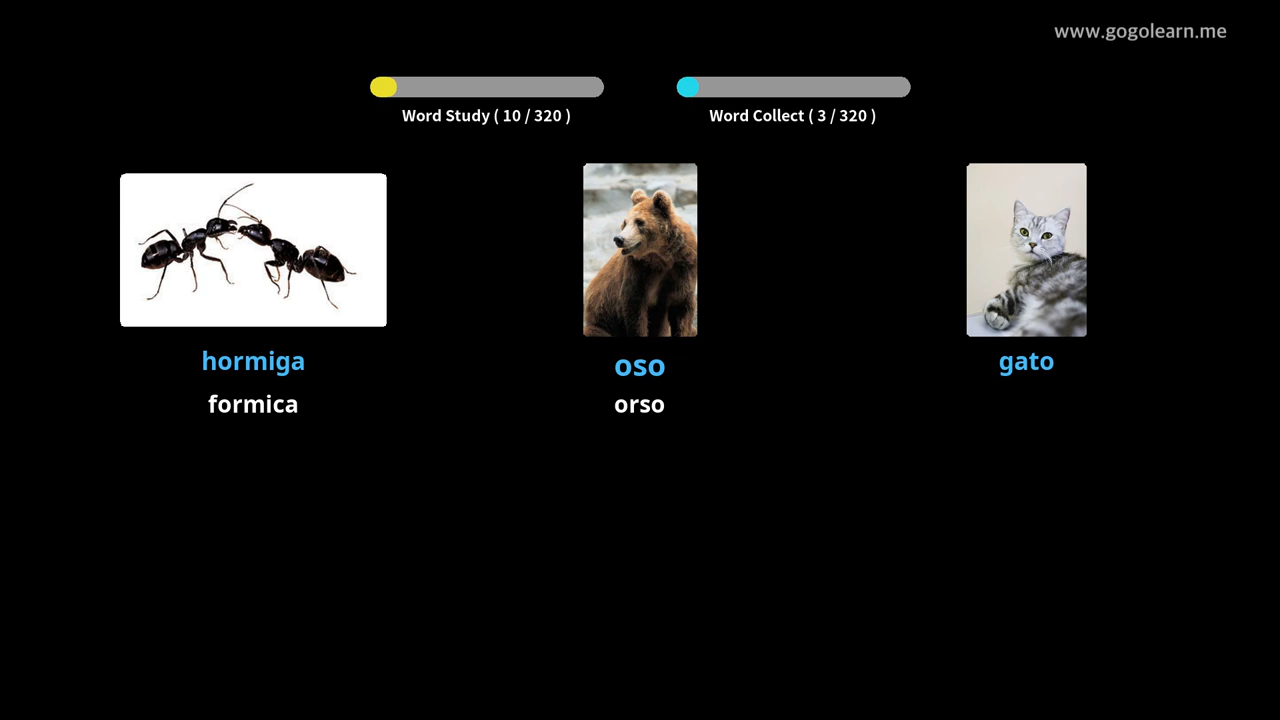 www.gogolearn.me
Word Study ( 10 / 320 )
Word Collect ( 3 / 320 )
hormiga
formica
oso
orso
gato